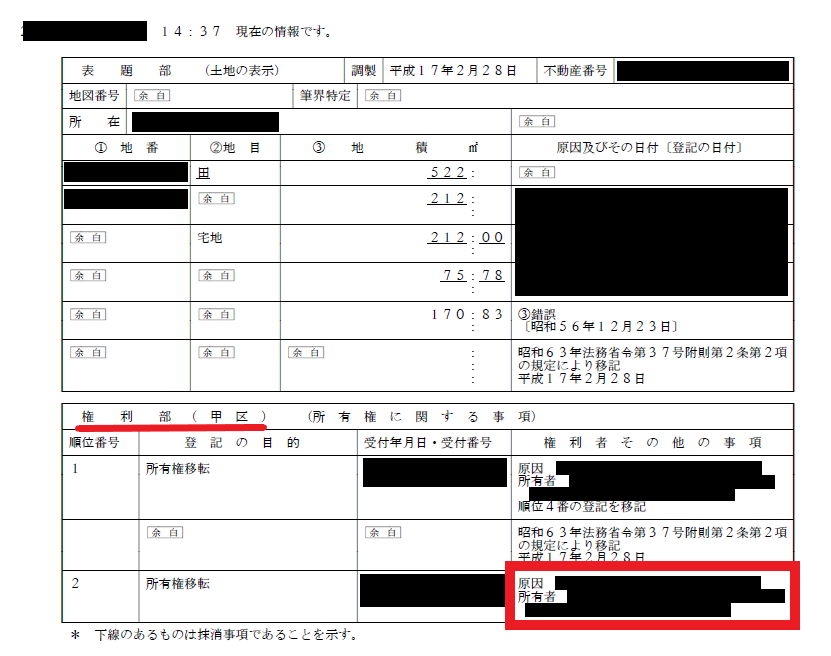 １４：３７　現在の情報です。
表　題　部　（土地の表示）　調製　平成１７年２月２８日　不動産番号
地図番号　余　白　筆界特定　余　白
所　在　余　白
①　地　番　②地　目　③　地　積　㎡　原因及びその日付〔登記の日付〕
田　５２２：　余　白
余　白　２１２：
：
余　白　宅地　２１２：００
：
余　白　余　白　７５：７８
：
余　白　余　白　１７０：８３　③錯誤
：　〔昭和５６年１２月２３日〕
余　白　余　白　余　白　：　昭和６３年法務省令第３７号附則第２条第２項
：　の規定により移記
：　平成１７年２月２８日
権　利　部　（　甲　区　）　（所　有　権　に　関　す　る　事　項）
順位番号　登　記　の　目　的　受付年月日・受付番号　権　利　者　そ　の　他　の　事　項
１　所有権移転　原因
所有者
順位４番の登記を移記
余　白　余　白　昭和６３年法務省令第３７号附則第２条第２項
の規定により移記
平成１７年２月２８日
２　所有権移転　原因
所有者
＊　下線のあるものは抹消事項であることを示す。